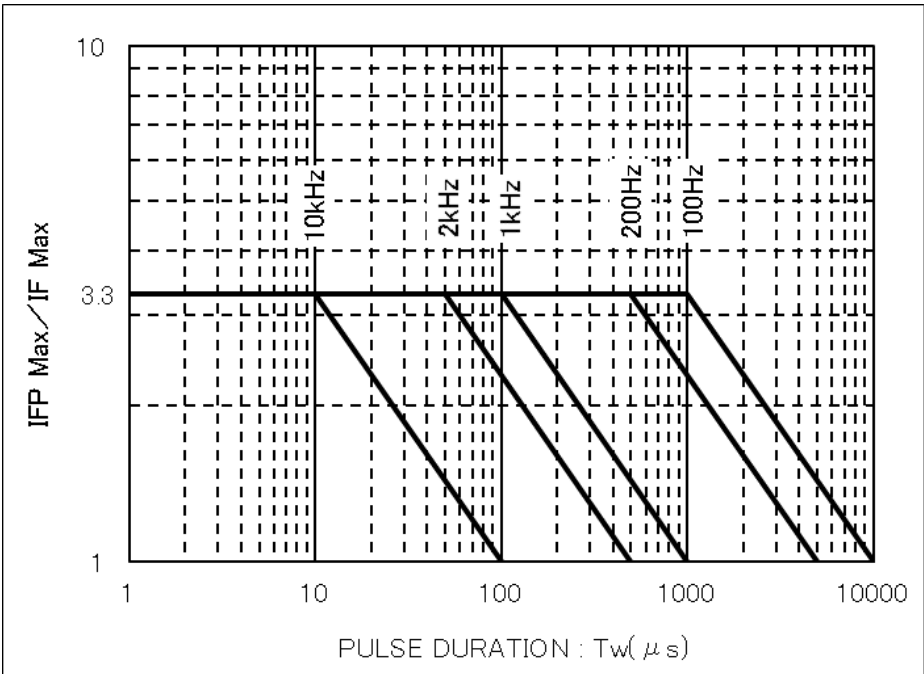 10
3.3
1
IFP Max/IF Max
10kHz
2kHz
1kHz
200Hz
100Hz
1
10
100
1000
10000
PULSE DURATION : Tw(μs)